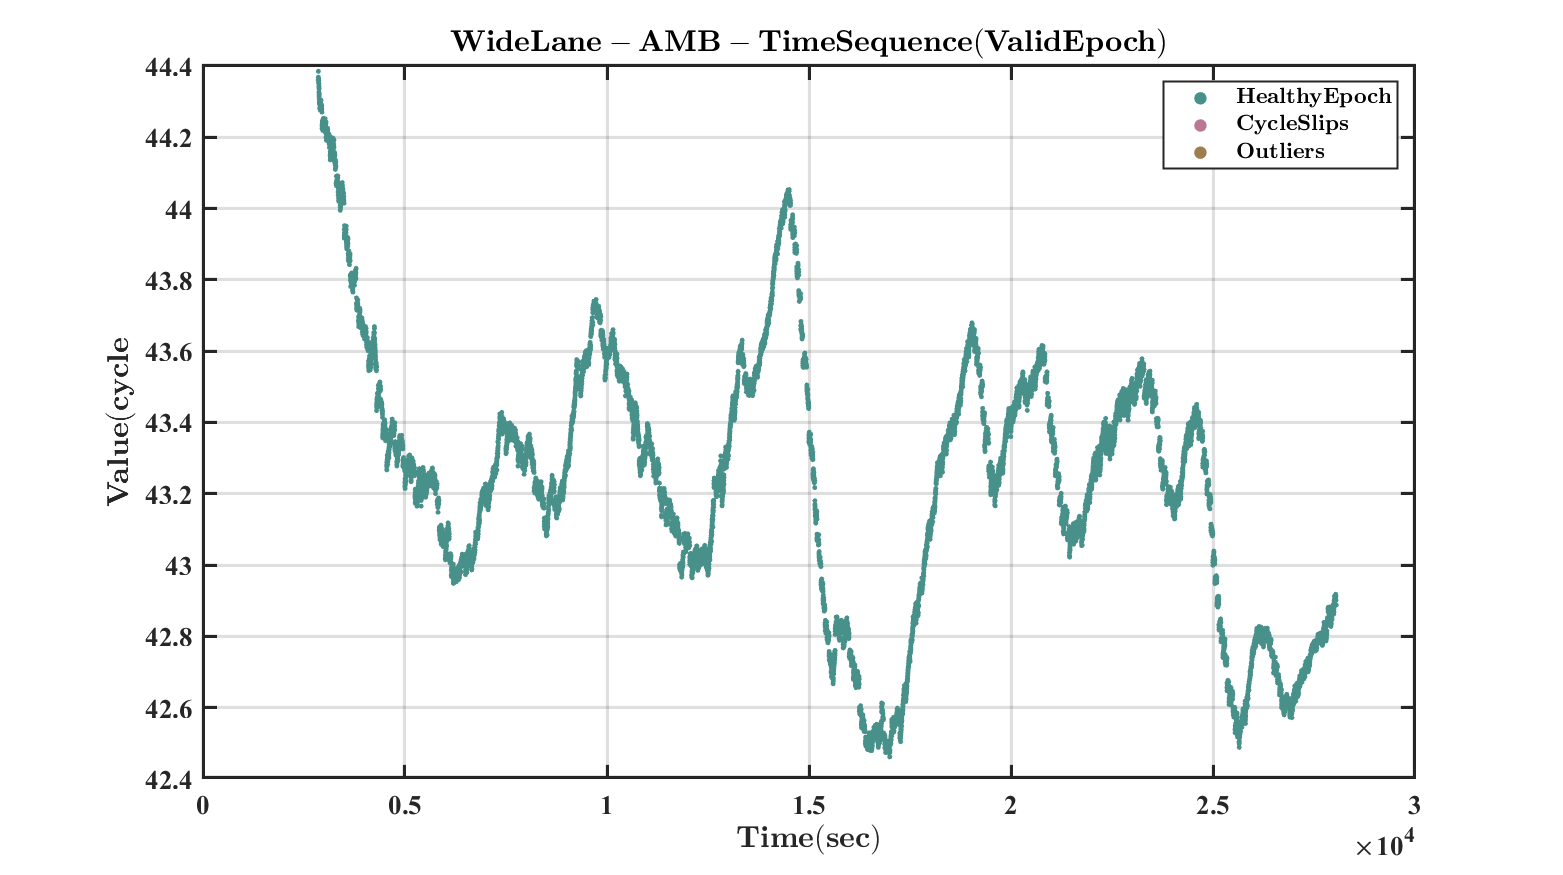 WideLane – AMB – TimeSequence(ValidEpoch)
44.4
44.2
44
43.8
43.6
43.4
43.2
43
42.8
42.6
42.4
Value(cycle
HealthyEpoch
CycleSlips
Outliers
0 0.5 1 1.5 2 2.5 3
Time(sec)
×10⁴